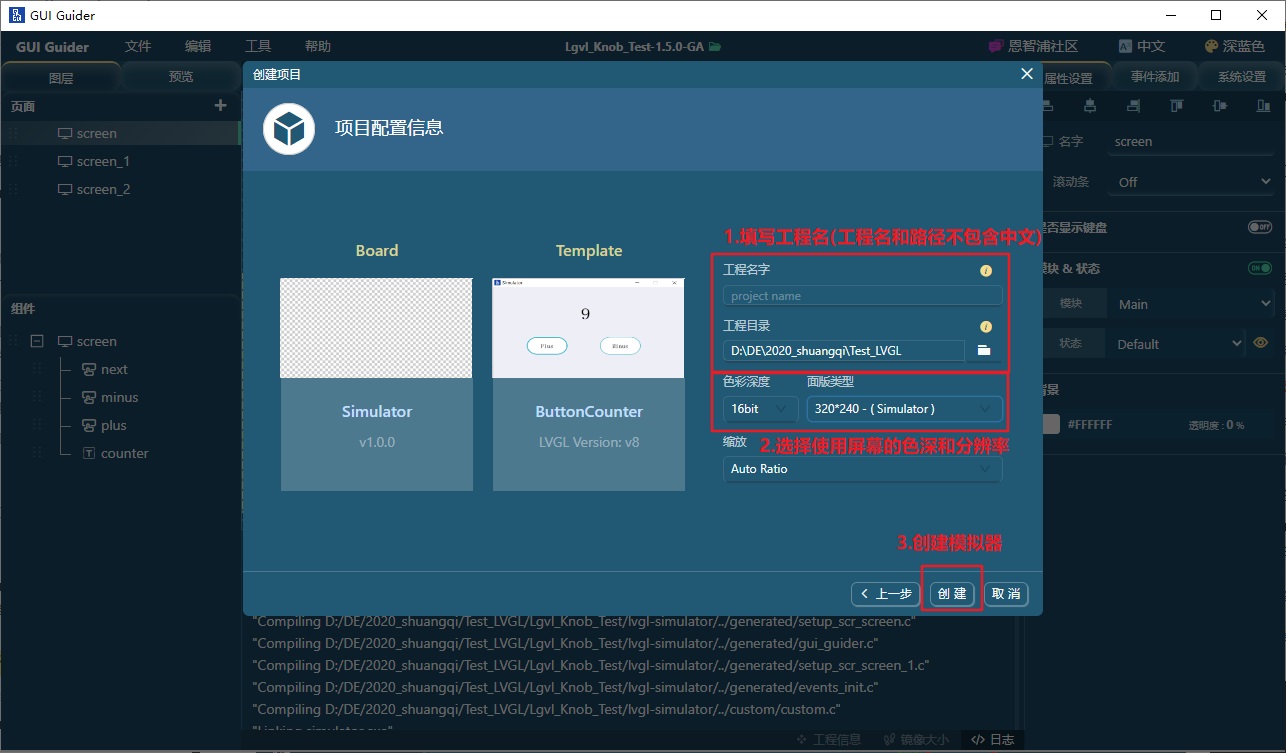 GUI Guider
GUI Guider 文件 编辑 工具 帮助 Lgvl_Knob_Test-1.5.0-GA 恩智浦社区 中文 深蓝色
图层 预览 创建项目 属性设置 事件添加 系统设置
页面 +
screen
screen_1
screen_2
项目配置信息
名字 screen
滚动条 Off
是否显示键盘 OFF
模块 & 状态 ON
模块 Main
状态 Default
背景
#FFFFFF 透明度 : 0 %
组件
screen
next
minus
plus
counter
Board
Simulator
v1.0.0
Template
Simulator
9
Plus Minus
ButtonCounter
LVGL Version: v8
1.填写工程名(工程名和路径不包含中文)
工程名字
project name
工程目录
D:\DE\2020_shuangqi\Test_LVGL
色彩深度 面版类型
16bit 320*240 - ( Simulator )
缩放 2.选择使用屏幕的色深和分辨率
Auto Ratio
3.创建模拟器
上一步 创 建 取 消
"Compiling D:/DE/2020_shuangqi/Test_LVGL/Lgvl_Knob_Test/lvgl-simulator/../generated/setup_scr_screen.c"
"Compiling D:/DE/2020_shuangqi/Test_LVGL/Lgvl_Knob_Test/lvgl-simulator/../generated/gui_guider.c"
"Compiling D:/DE/2020_shuangqi/Test_LVGL/Lgvl_Knob_Test/lvgl-simulator/../generated/setup_scr_screen_1.c"
"Compiling D:/DE/2020_shuangqi/Test_LVGL/Lgvl_Knob_Test/lvgl-simulator/../generated/events_init.c"
"Compiling D:/DE/2020_shuangqi/Test_LVGL/Lgvl_Knob_Test/lvgl-simulator/../custom/custom.c"
"Linking simulator.exe"
工程信息 镜像大小 日志